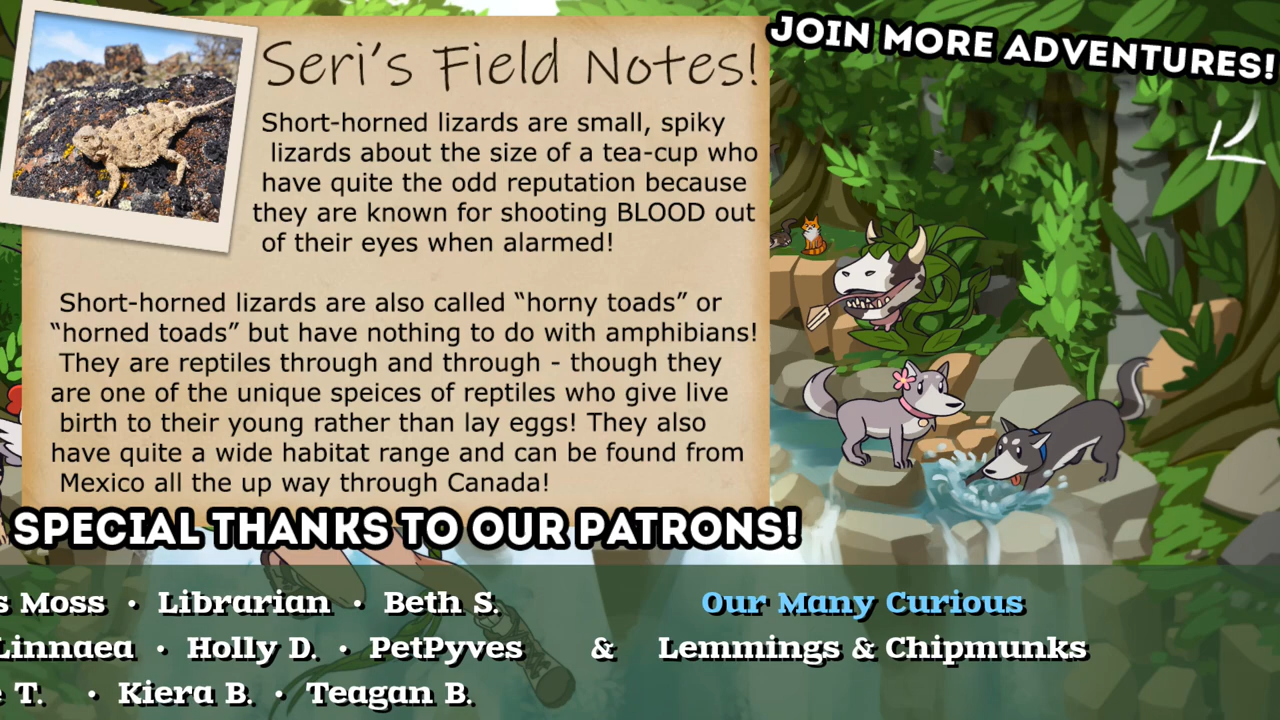 Seri's Field Notes!
JOIN MORE ADVENTURES!
Short-horned lizards are small, spiky
lizards about the size of a tea-cup who
have quite the odd reputation because
they are known for shooting BLOOD out
of their eyes when alarmed!
Short-horned lizards are also called “horny toads” or
“horned toads” but have nothing to do with amphibians!
They are reptiles through and through - though they
are one of the unique speices of reptiles who give live
birth to their young rather than lay eggs! They also
have quite a wide habitat range and can be found from
Mexico all the up way through Canada!
SPECIAL THANKS TO OUR PATRONS!
s Moss • Librarian • Beth S.
Linnaea • Holly D. • PetPyves
e T. • Kiera B. • Teagan B.
& Our Many Curious
Lemmings & Chipmunks